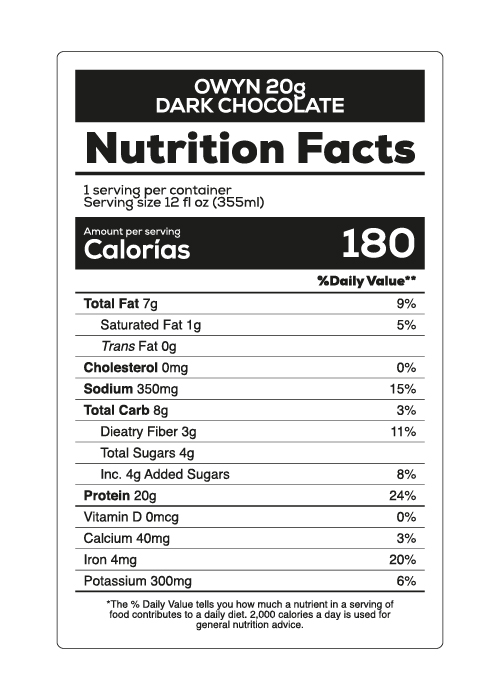 OWYN 20g
DARK CHOCOLATE
Nutrition Facts
1 serving per container
Serving size 12 fl oz (355ml)
Amount per serving
Calorías 180
%Daily Value**
Total Fat 7g 9%
Saturated Fat 1g 5%
Trans Fat 0g
Cholesterol 0mg 0%
Sodium 350mg 15%
Total Carb 8g 3%
Dieatry Fiber 3g 11%
Total Sugars 4g
Inc. 4g Added Sugars 8%
Protein 20g 24%
Vitamin D 0mcg 0%
Calcium 40mg 3%
Iron 4mg 20%
Potassium 300mg 6%
*The % Daily Value tells you how much a nutrient in a serving of
food contributes to a daily diet. 2,000 calories a day is used for
general nutrition advice.